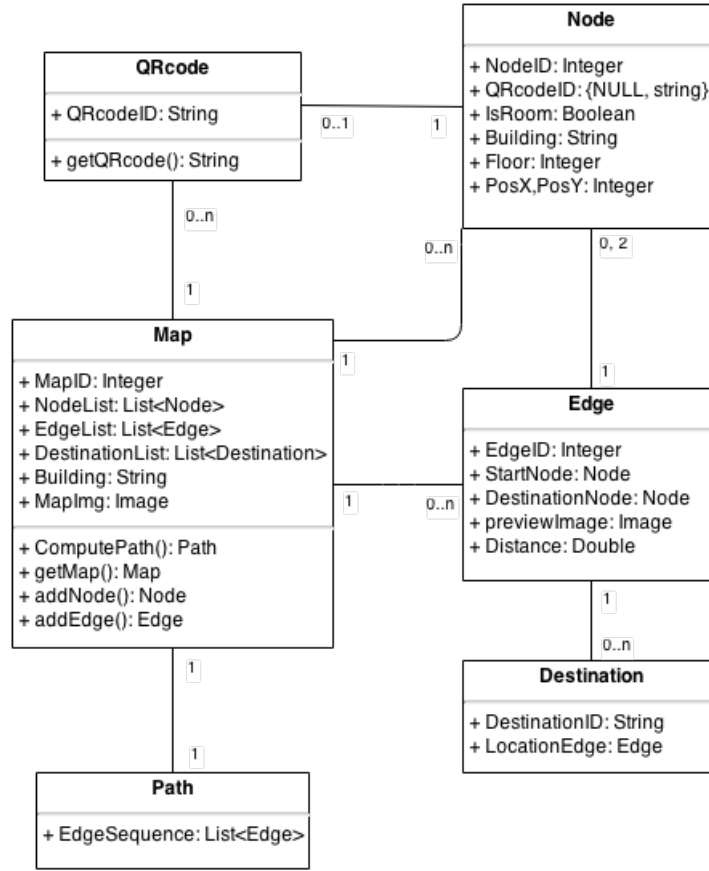 QRcode
+ QRcodeID: String
+ getQRcode(): String
0..1
1
Node
+ NodeID: Integer
+ QRcodeID: {NULL, string}
+ IsRoom: Boolean
+ Building: String
+ Floor: Integer
+ PosX,PosY: Integer
0..n
1
0..n
1
0, 2
1
Map
+ MapID: Integer
+ NodeList: List<Node>
+ EdgeList: List<Edge>
+ DestinationList: List<Destination>
+ Building: String
+ MapImg: Image
+ ComputePath(): Path
+ getMap(): Map
+ addNode(): Node
+ addEdge(): Edge
1
0..n
Edge
+ EdgeID: Integer
+ StartNode: Node
+ DestinationNode: Node
+ previewImage: Image
+ Distance: Double
1
0..n
Destination
+ DestinationID: String
+ LocationEdge: Edge
1
1
Path
+ EdgeSequence: List<Edge>